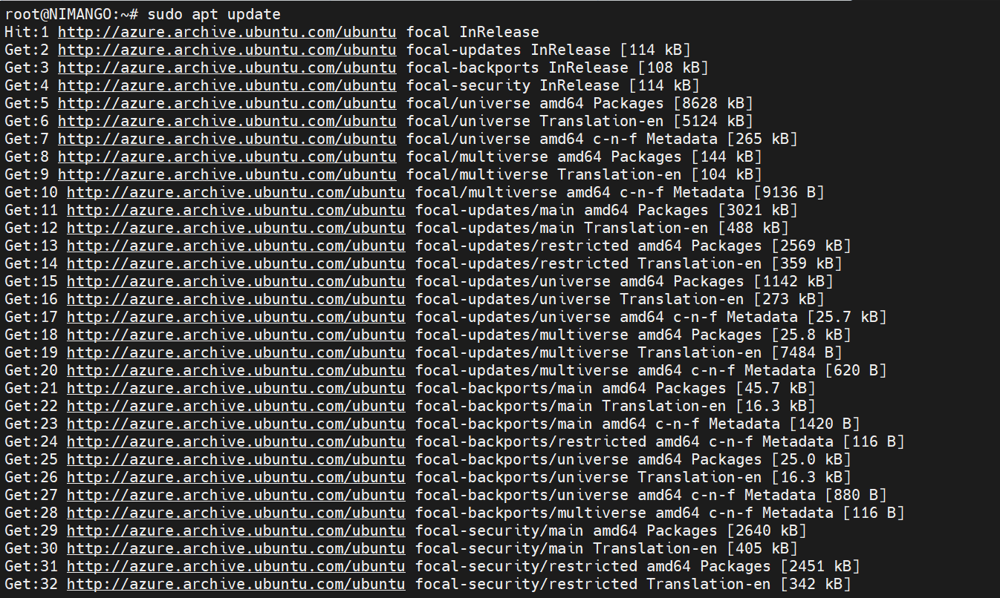 root@NIMANGO:~# sudo apt update
Hit:1 http://azure.archive.ubuntu.com/ubuntu focal InRelease
Get:2 http://azure.archive.ubuntu.com/ubuntu focal-updates InRelease [114 kB]
Get:3 http://azure.archive.ubuntu.com/ubuntu focal-backports InRelease [108 kB]
Get:4 http://azure.archive.ubuntu.com/ubuntu focal-security InRelease [114 kB]
Get:5 http://azure.archive.ubuntu.com/ubuntu focal/universe amd64 Packages [8628 kB]
Get:6 http://azure.archive.ubuntu.com/ubuntu focal/universe Translation-en [5124 kB]
Get:7 http://azure.archive.ubuntu.com/ubuntu focal/universe amd64 c-n-f Metadata [265 kB]
Get:8 http://azure.archive.ubuntu.com/ubuntu focal/multiverse amd64 Packages [144 kB]
Get:9 http://azure.archive.ubuntu.com/ubuntu focal/multiverse Translation-en [104 kB]
Get:10 http://azure.archive.ubuntu.com/ubuntu focal/multiverse amd64 c-n-f Metadata [9136 B]
Get:11 http://azure.archive.ubuntu.com/ubuntu focal-updates/main amd64 Packages [3021 kB]
Get:12 http://azure.archive.ubuntu.com/ubuntu focal-updates/main Translation-en [488 kB]
Get:13 http://azure.archive.ubuntu.com/ubuntu focal-updates/restricted amd64 Packages [2569 kB]
Get:14 http://azure.archive.ubuntu.com/ubuntu focal-updates/restricted Translation-en [359 kB]
Get:15 http://azure.archive.ubuntu.com/ubuntu focal-updates/universe amd64 Packages [1142 kB]
Get:16 http://azure.archive.ubuntu.com/ubuntu focal-updates/universe Translation-en [273 kB]
Get:17 http://azure.archive.ubuntu.com/ubuntu focal-updates/universe amd64 c-n-f Metadata [25.7 kB]
Get:18 http://azure.archive.ubuntu.com/ubuntu focal-updates/multiverse amd64 Packages [25.8 kB]
Get:19 http://azure.archive.ubuntu.com/ubuntu focal-updates/multiverse Translation-en [7484 B]
Get:20 http://azure.archive.ubuntu.com/ubuntu focal-updates/multiverse amd64 c-n-f Metadata [620 B]
Get:21 http://azure.archive.ubuntu.com/ubuntu focal-backports/main amd64 Packages [45.7 kB]
Get:22 http://azure.archive.ubuntu.com/ubuntu focal-backports/main Translation-en [16.3 kB]
Get:23 http://azure.archive.ubuntu.com/ubuntu focal-backports/main amd64 c-n-f Metadata [1420 B]
Get:24 http://azure.archive.ubuntu.com/ubuntu focal-backports/restricted amd64 c-n-f Metadata [116 B]
Get:25 http://azure.archive.ubuntu.com/ubuntu focal-backports/universe amd64 Packages [25.0 kB]
Get:26 http://azure.archive.ubuntu.com/ubuntu focal-backports/universe Translation-en [16.3 kB]
Get:27 http://azure.archive.ubuntu.com/ubuntu focal-backports/universe amd64 c-n-f Metadata [880 B]
Get:28 http://azure.archive.ubuntu.com/ubuntu focal-backports/multiverse amd64 c-n-f Metadata [116 B]
Get:29 http://azure.archive.ubuntu.com/ubuntu focal-security/main amd64 Packages [2640 kB]
Get:30 http://azure.archive.ubuntu.com/ubuntu focal-security/main Translation-en [405 kB]
Get:31 http://azure.archive.ubuntu.com/ubuntu focal-security/restricted amd64 Packages [2451 kB]
Get:32 http://azure.archive.ubuntu.com/ubuntu focal-security/restricted Translation-en [342 kB]